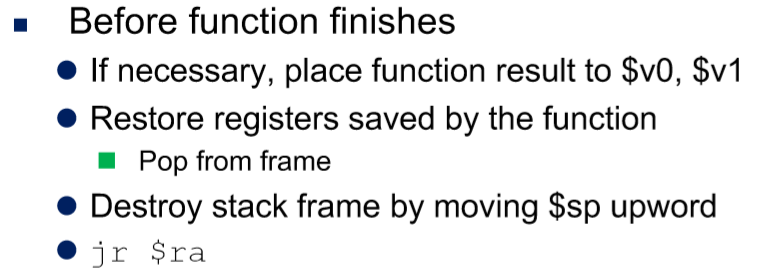 Before function finishes
If necessary, place function result to $v0, $v1
Restore registers saved by the function
Pop from frame
Destroy stack frame by moving $sp upword
jr $ra